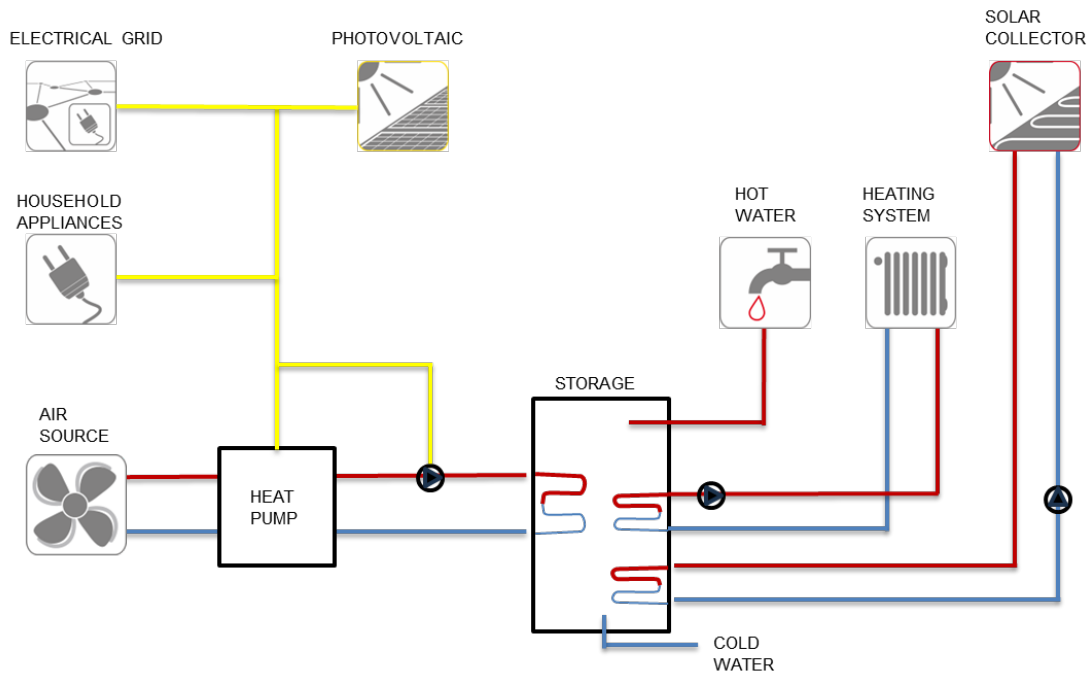 SOLAR
COLLECTOR
ELECTRICAL GRID
PHOTOVOLTAIC
HOUSEHOLD
APPLIANCES
HOT
WATER
HEATING
SYSTEM
STORAGE
AIR
SOURCE
HEAT
PUMP
COLD
WATER